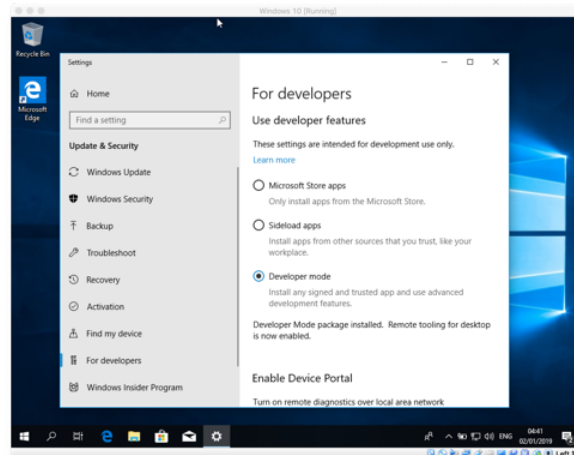 Windows 10 [Running]
Recycle Bin
Microsoft
Edge
Settings
Home
Find a setting
Update & Security
Windows Update
Windows Security
Backup
Troubleshoot
Recovery
Activation
Find my device
For developers
Windows Insider Program
For developers
Use developer features
These settings are intended for development use only.
Learn more
Microsoft Store apps
Only install apps from the Microsoft Store.
Sideload apps
Install apps from other sources that you trust, like your
workplace.
Developer mode
Install any signed and trusted app and use advanced
development features.
Developer Mode package installed. Remote tooling for desktop
is now enabled.
Enable Device Portal
Turn on remote diagnostics over local area network
ENG
04:41
02/01/2019
Left